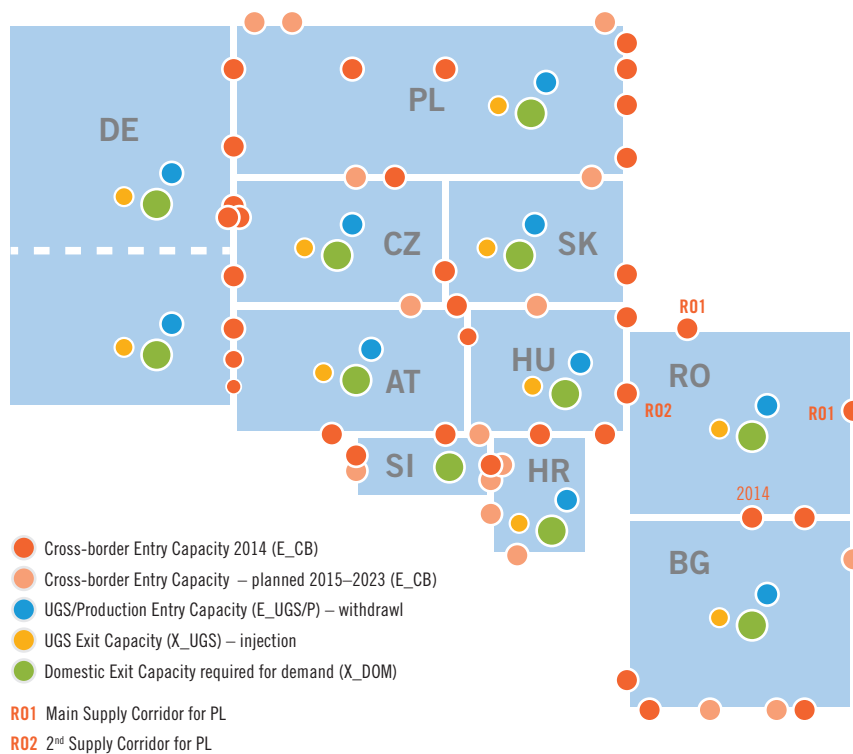 PL
DE
CZ
SK
R01
HU
RO
AT
R02
R01
SI
HR
2014
BG
Cross-border Entry Capacity 2014 (E_CB)
Cross-border Entry Capacity – planned 2015–2023 (E_CB)
UGS/Production Entry Capacity (E_UGS/P) – withdrawl
UGS Exit Capacity (X_UGS) – injection
Domestic Exit Capacity required for demand (X_DOM)
R01 Main Supply Corridor for PL
R02 2nd Supply Corridor for PL